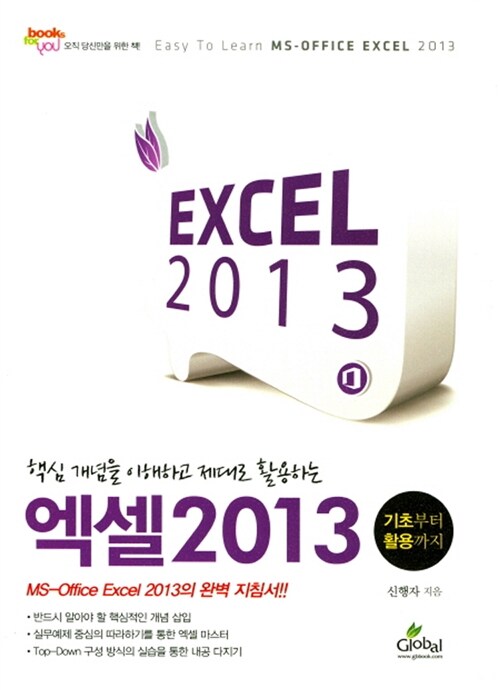 books for you 오직 당신만을 위한 책! Easy To Learn MS-OFFICE EXCEL 2013
EXCEL
2013
핵심 개념을 이해하고 제대로 활용하는
엑셀2013
기초부터
활용까지
MS-Office Excel 2013의 완벽 지침서!!
신행자 지음
• 반드시 알아야 할 핵심적인 개념 삽입
• 실무예제 중심의 따라하기를 통한 엑셀 마스터
• Top-Down 구성 방식의 실습을 통한 내공 다지기
Global
www.gbbook.com